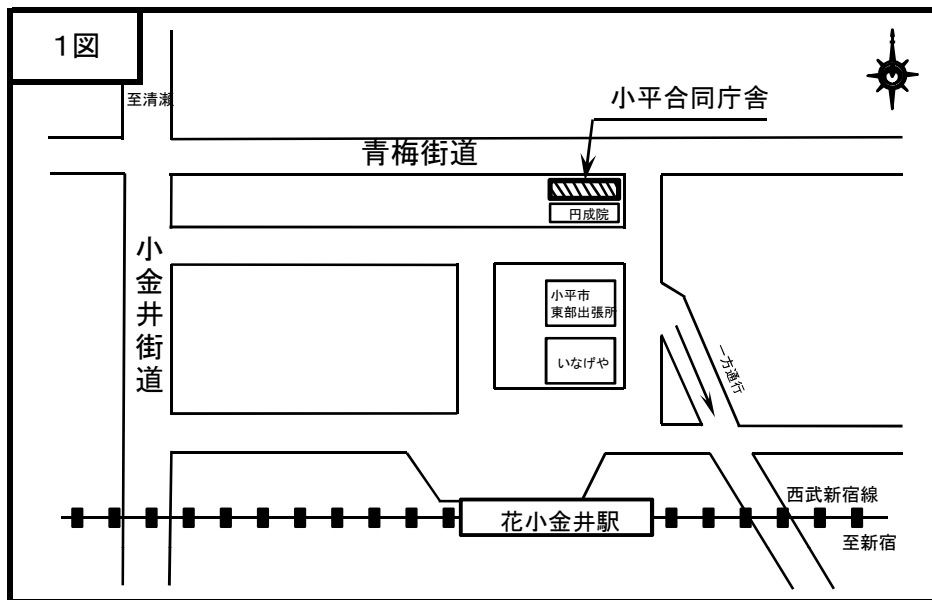 1図
至清瀬
小平合同庁舎
青梅街道
円成院
小金井街道
小平市
東部出張所
いなげや
一方通行
西武新宿線
花小金井駅
至新宿